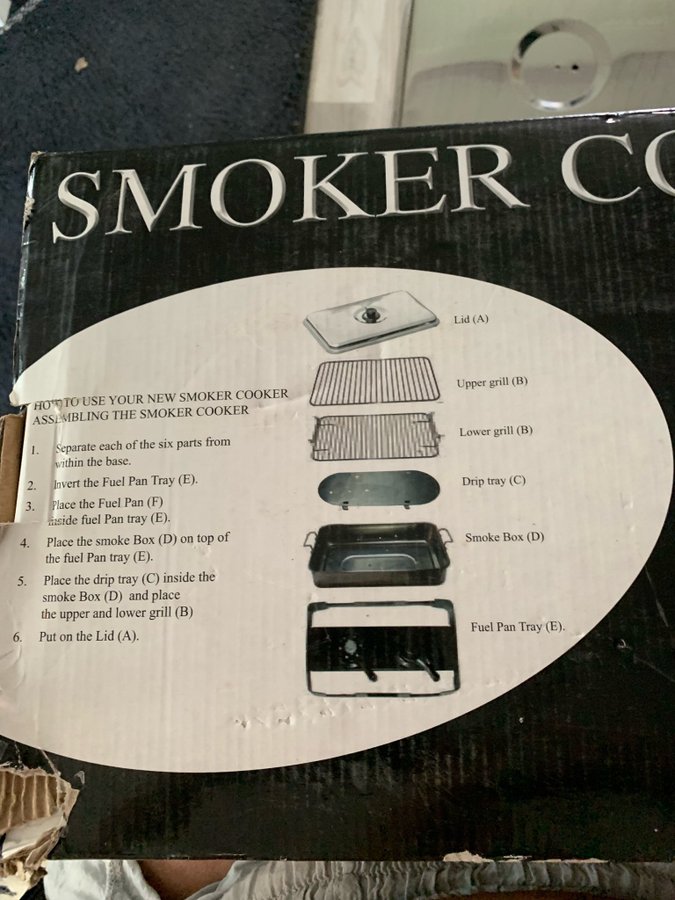 SMOKER CO
Lid (A)
Upper grill (B)
Lower grill (B)
Drip tray (C)
Smoke Box (D)
Fuel Pan Tray (E).
HOW TO USE YOUR NEW SMOKER COOKER
ASSEMBLING THE SMOKER COOKER
1. Separate each of the six parts from
within the base.
2. Invert the Fuel Pan Tray (E).
3. Place the Fuel Pan (F)
inside fuel Pan tray (E).
4. Place the smoke Box (D) on top of
the fuel Pan tray (E).
5. Place the drip tray (C) inside the
smoke Box (D) and place
the upper and lower grill (B)
6. Put on the Lid (A).